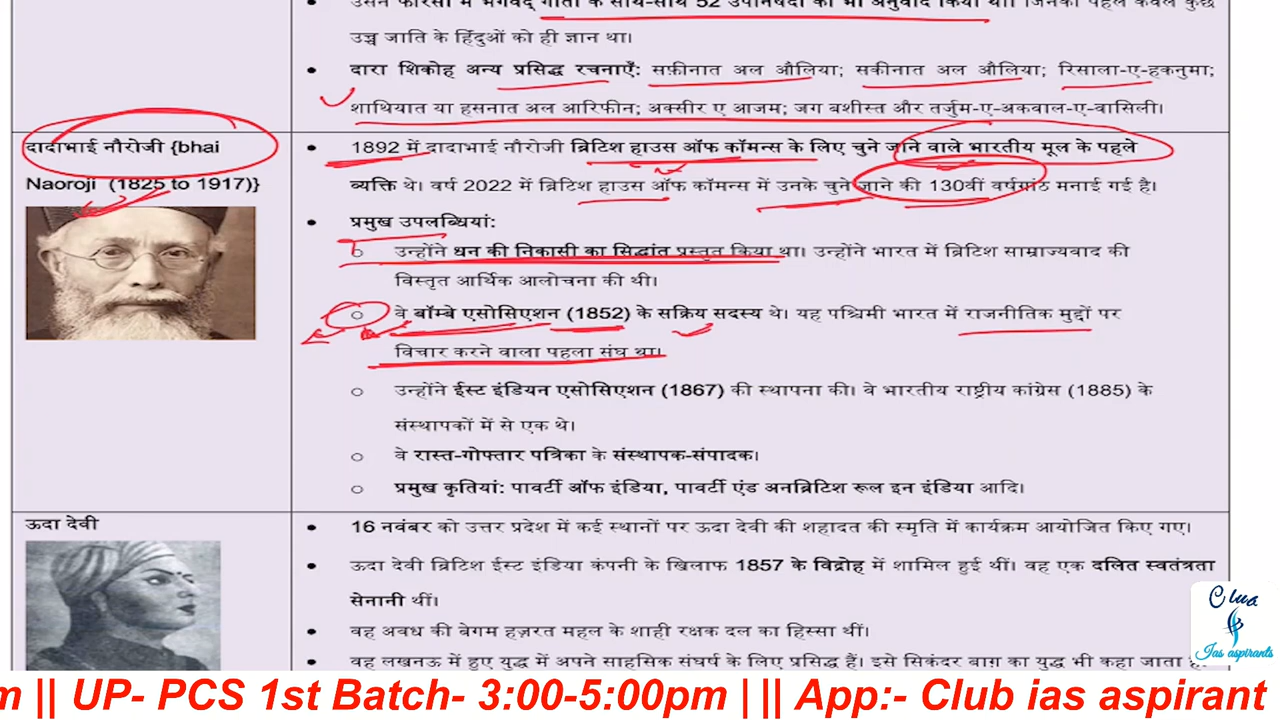 उसने फारसी में भगवद् गीता के साथ-साथ 52 उपनिषदों का भी अनुवाद किया था। जिनका पहले केवल कुछ
उच्च जाति के हिंदुओं को ही ज्ञान था।
• दारा शिकोह अन्य प्रसिद्ध रचनाएँ: सफ़ीनात अल औलिया; सकीनात अल औलिया; रिसाला-ए-हकनुमा;
शाथियात या हसनात अल आरिफीन; अक्सीर ए आजम; जग बशीस्त और तर्जुम-ए-अकवाल-ए-वासिली।
दादाभाई नौरोजी {bhai
Naoroji (1825 to 1917)}
• 1892 में दादाभाई नौरोजी ब्रिटिश हाउस ऑफ कॉमन्स के लिए चुने जाने वाले भारतीय मूल के पहले
व्यक्ति थे। वर्ष 2022 में ब्रिटिश हाउस ऑफ कॉमन्स में उनके चुने जाने की 130वीं वर्षगांठ मनाई गई है।
• प्रमुख उपलब्धियां:
o उन्होंने धन की निकासी का सिद्धांत प्रस्तुत किया था। उन्होंने भारत में ब्रिटिश साम्राज्यवाद की
विस्तृत आर्थिक आलोचना की थी।
o वे बॉम्बे एसोसिएशन (1852) के सक्रिय सदस्य थे। यह पश्चिमी भारत में राजनीतिक मुद्दों पर
विचार करने वाला पहला संघ था।
o उन्होंने ईस्ट इंडियन एसोसिएशन (1867) की स्थापना की। वे भारतीय राष्ट्रीय कांग्रेस (1885) के
संस्थापकों में से एक थे।
o वे रास्त-गोफ्तार पत्रिका के संस्थापक-संपादक।
o प्रमुख कृतियां: पावर्टी ऑफ इंडिया, पावर्टी एंड अनब्रिटिश रूल इन इंडिया आदि।
ऊदा देवी
• 16 नवंबर को उत्तर प्रदेश में कई स्थानों पर ऊदा देवी की शहादत की स्मृति में कार्यक्रम आयोजित किए गए।
• ऊदा देवी ब्रिटिश ईस्ट इंडिया कंपनी के खिलाफ 1857 के विद्रोह में शामिल हुई थीं। वह एक दलित स्वतंत्रता
सेनानी थीं।
• वह अवध की बेगम हज़रत महल के शाही रक्षक दल का हिस्सा थीं।
• वह लखनऊ में हुए युद्ध में अपने साहसिक संघर्ष के लिए प्रसिद्ध हैं। इसे सिकंदर बाग़ का युद्ध भी कहा जाता है।
Club
Ias aspirants
m || UP- PCS 1st Batch- 3:00-5:00pm | || App:- Club ias aspirant